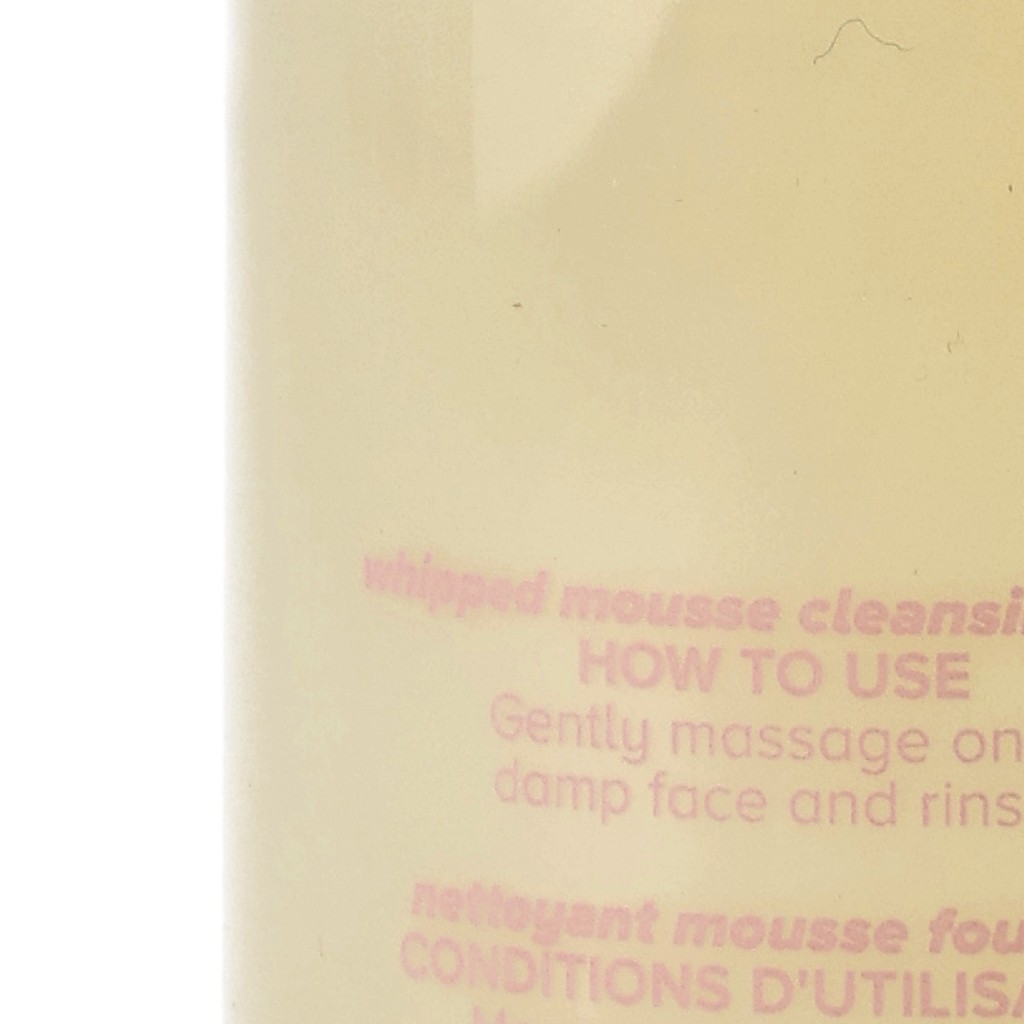 whipped mousse cleansi
HOW TO USE
Gently massage on
damp face and rins
nettoyant mousse fou
CONDITIONS D'UTILISA